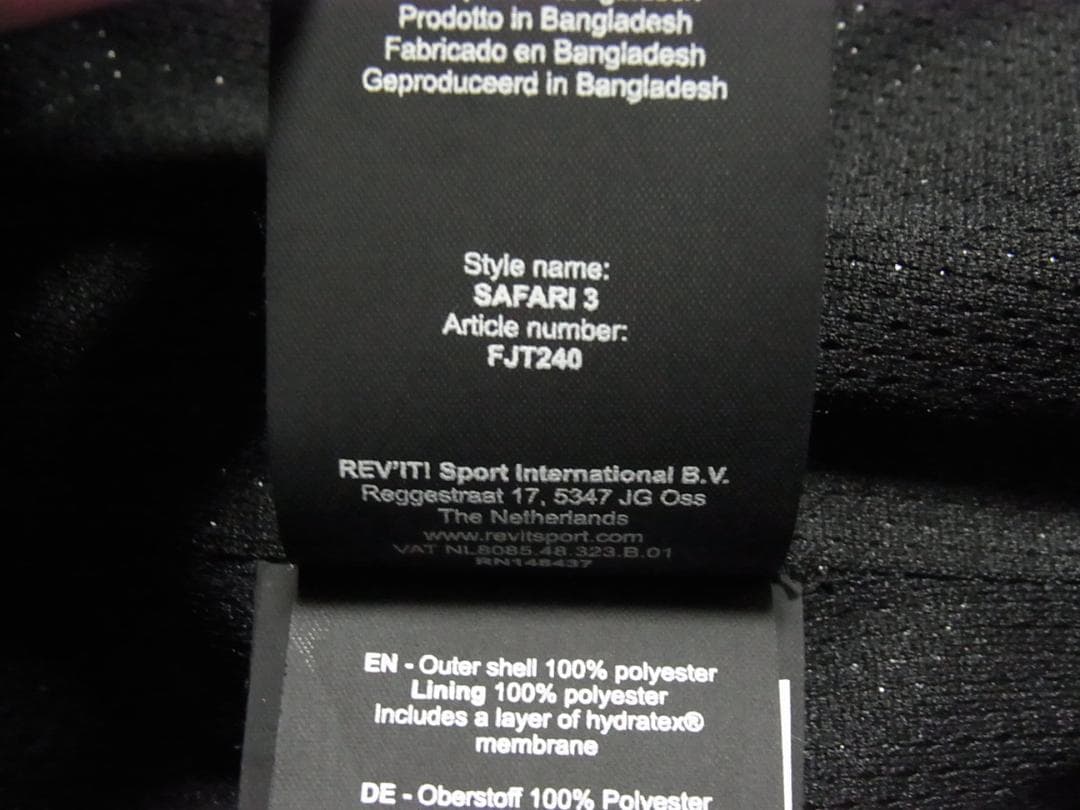 Prodotto in Bangladesh
Fabricado en Bangladesh
Geproduceerd in Bangladesh
Style name:
SAFARI 3
Article number:
FJT240
REV'IT! Sport International B.V.
Reggestraat 17, 5347 JG Oss
The Netherlands
www.revitsport.com
VAT NL8085.48.323.B.01
RN148437
EN - Outer shell 100% polyester
Lining 100% polyester
Includes a layer of hydratex®
membrane
DE - Oberstoff 100% Polyester